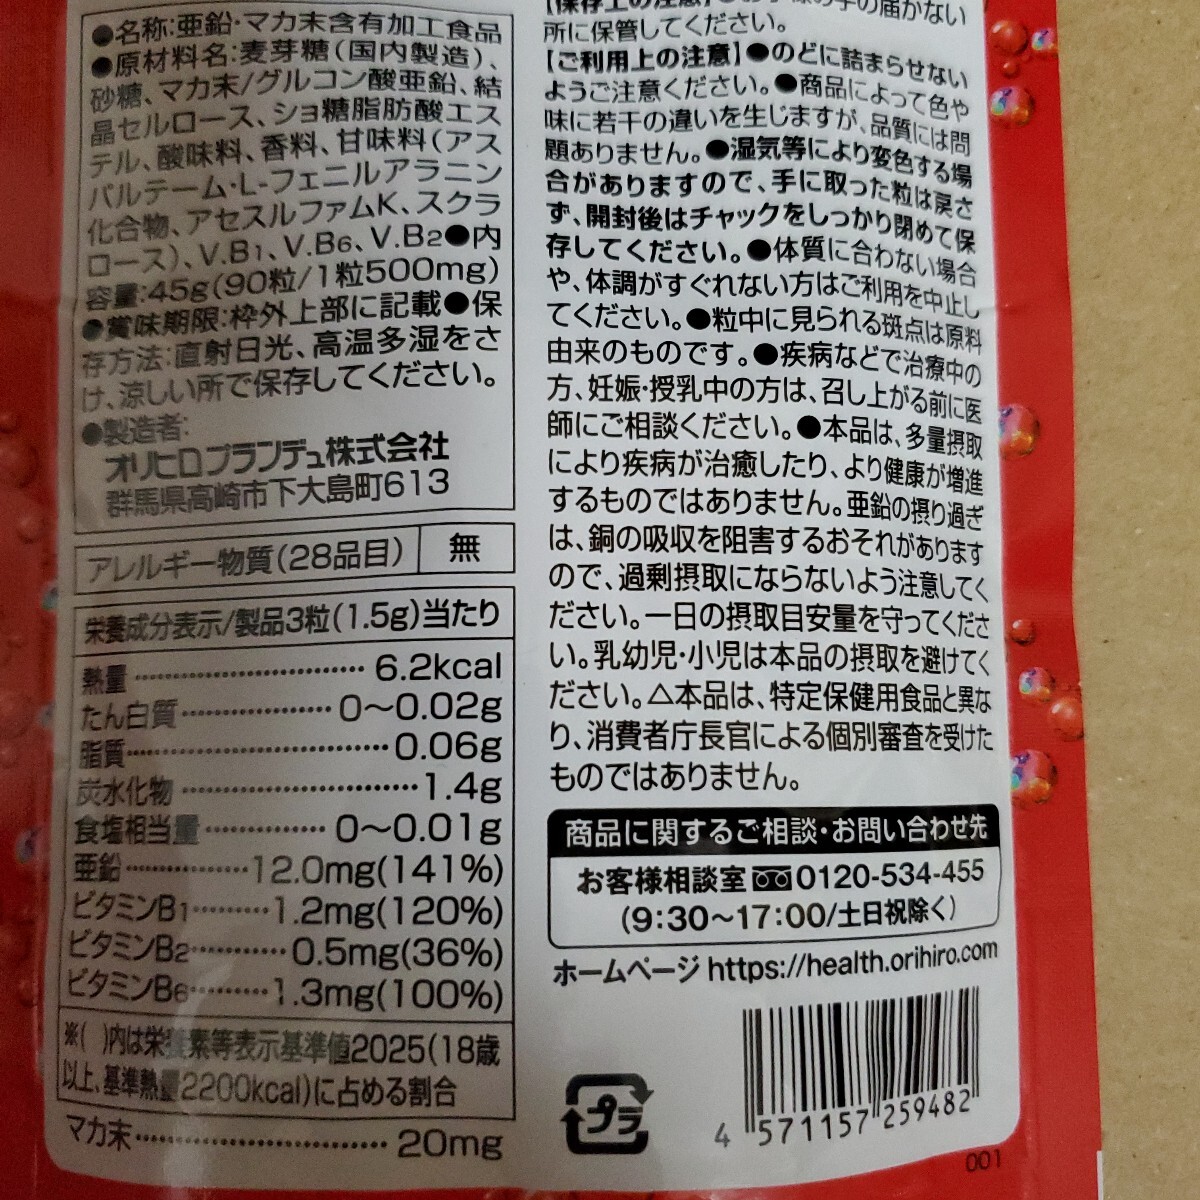 ●名称:亜鉛・マカ末含有加工食品
●原材料名:麦芽糖(国内製造)、
砂糖、マカ末/グルコン酸亜鉛、結
晶セルロース、ショ糖脂肪酸エス
テル、酸味料、香料、甘味料(アス
パルテーム・L-フェニルアラニン
化合物、アセスルファムK、スクラ
ロース)、V.B1、V.B6、V.B2●内
容量:45g(90粒/1粒500mg)
●賞味期限:枠外上部に記載●保
存方法:直射日光、高温多湿をさ
け、涼しい所で保存してください。
●製造者:
オリヒロプランデュ株式会社
群馬県高崎市下大島町613
アレルギー物質(28品目) 無
栄養成分表示/製品3粒(1.5g)当たり
熱量 6.2kcal
たん白質 0〜0.02g
脂質 0.06g
炭水化物 1.4g
食塩相当量 0〜0.01g
亜鉛 12.0mg(141%)
ビタミンB1 1.2mg(120%)
ビタミンB2 0.5mg(36%)
ビタミンB6 1.3mg(100%)
※( )内は栄養素等表示基準値2025(18歳
以上、基準熱量2200kcal)に占める割合
マカ末 20mg
【保存上の注意】●お子様の手の届かない
所に保管してください。
【ご利用上の注意】●のどに詰まらせない
ようご注意ください。●商品によって色や
味に若干の違いを生じますが、品質には問
題ありません。●湿気等により変色する場
合がありますので、手に取った粒は戻さ
ず、開封後はチャックをしっかり閉めて保
存してください。●体質に合わない場合
や、体調がすぐれない方はご利用を中止し
てください。●粒中に見られる斑点は原料
由来のものです。●疾病などで治療中の
方、妊娠・授乳中の方は、召し上がる前に医
師にご相談ください。●本品は、多量摂取
により疾病が治癒したり、より健康が増進
するものではありません。亜鉛の摂り過ぎ
は、銅の吸収を阻害するおそれがあります
ので、過剰摂取にならないよう注意してく
ださい。一日の摂取目安量を守ってくださ
い。乳幼児・小児は本品の摂取を避けてく
ださい。△本品は、特定保健用食品と異な
り、消費者庁長官による個別審査を受けた
ものではありません。
商品に関するご相談・お問い合わせ先
お客様相談室 0120-534-455
(9:30〜17:00/土日祝除く)
ホームページ https://health.orihiro.com
プラ
4 571157 259482
001